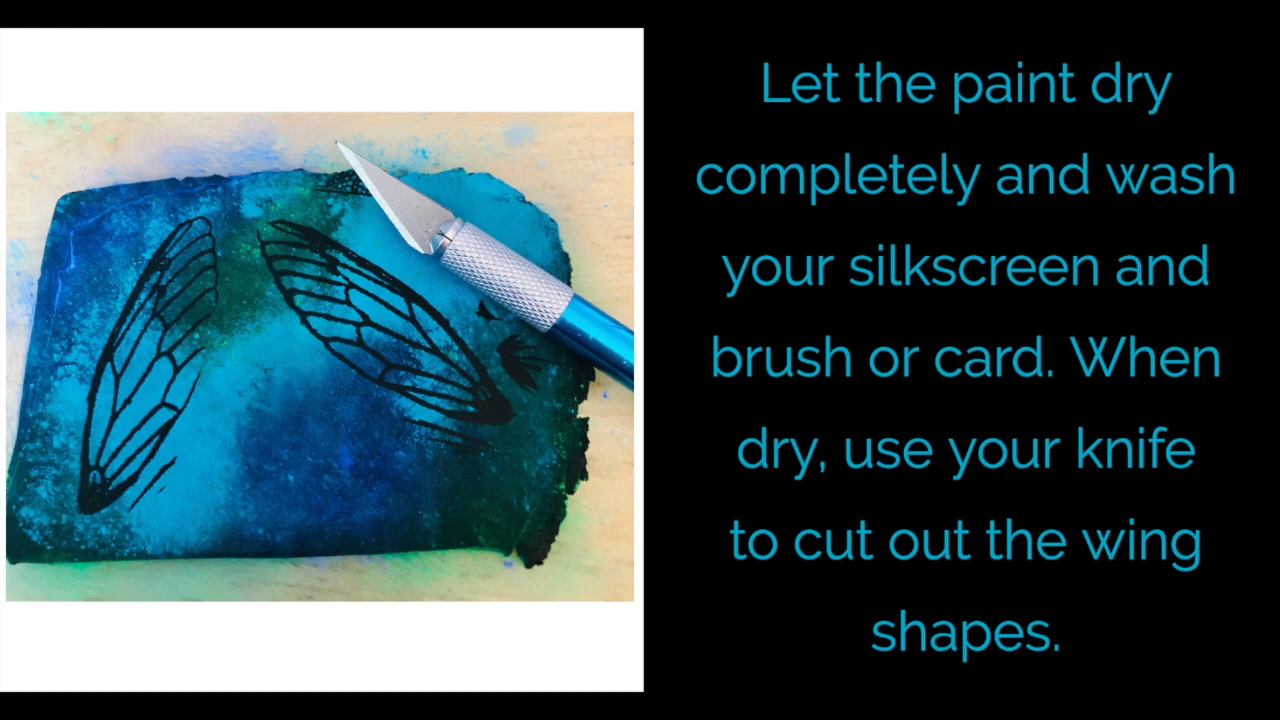 Let the paint dry
completely and wash
your silkscreen and
brush or card. When
dry, use your knife
to cut out the wing
shapes.